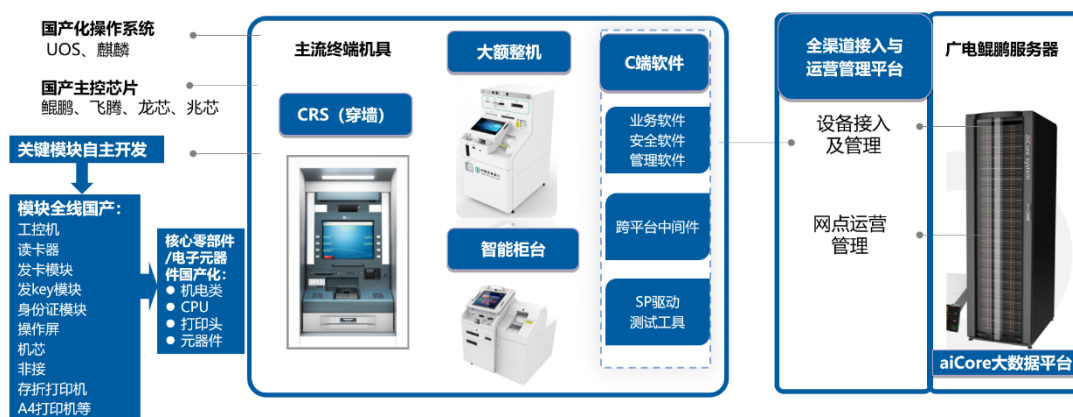 国产化操作系统
UOS、麒麟
国产主控芯片
鲲鹏、飞腾、龙芯、兆芯
关键模块自主开发
模块全线国产：
工控机
读卡器
发卡模块
发key模块
身份证模块
操作屏
机芯
非接
存折打印机
A4打印机等
核心零部件
/电子元器
件国产化：
机电类
CPU
打印头
元器件
主流终端机具
CRS（穿墙）
大额整机
智能柜台
C端软件
业务软件
安全软件
管理软件
跨平台中间件
SP驱动
测试工具
全渠道接入与
运营管理平台
设备接入
及管理
网点运营
管理
广电鲲鹏服务器
aiCore system
aiCore大数据平台